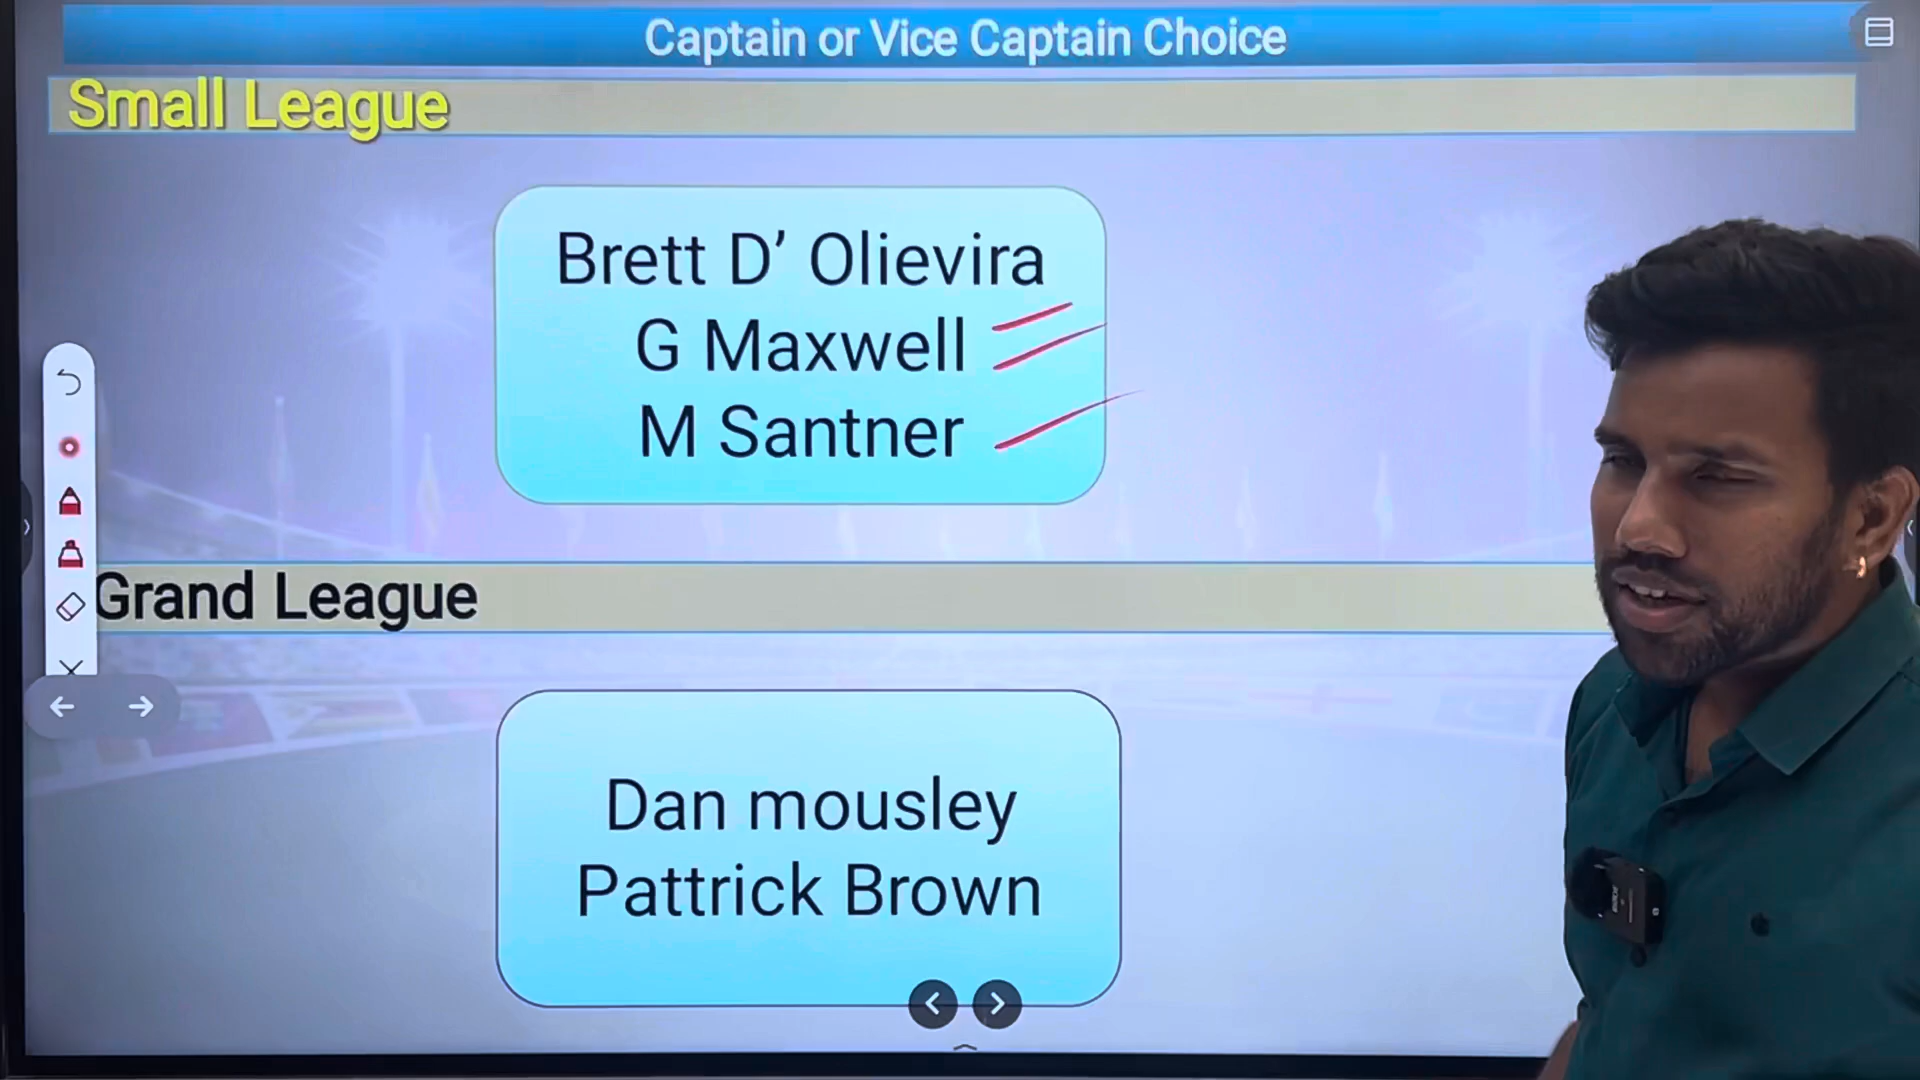 Captain or Vice Captain Choice
Small League
Brett D’ Olievira
G Maxwell
M Santner
Grand League
Dan mousley
Pattrick Brown